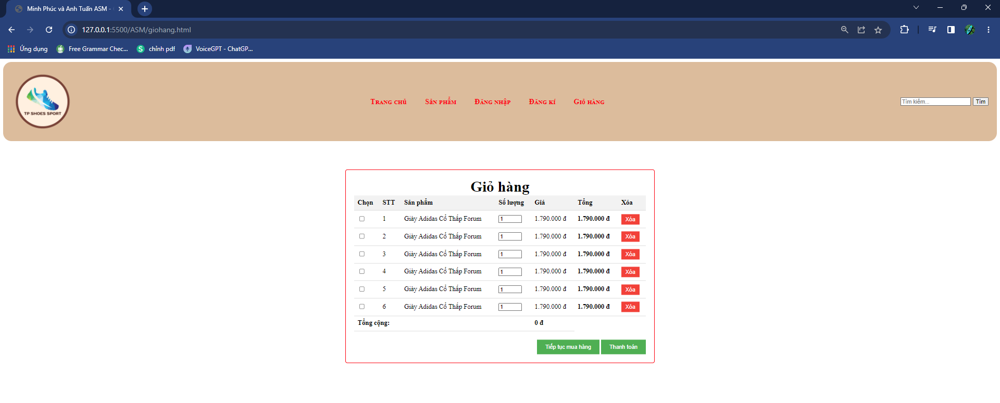 Minh Phúc và Anh Tuấn ASM -
127.0.0.1:5500/ASM/giohang.html
Ứng dụng Free Grammar Chec... chỉnh pdf VoiceGPT - ChatGP...
TP SHOES SPORT
Trang chủ Sản phẩm Đăng nhập Đăng kí Giỏ hàng
Tìm kiếm... Tìm
Giỏ hàng
Chọn STT Sản phẩm Số lượng Giá Tổng Xóa
1 Giày Adidas Cổ Thấp Forum 1 1.790.000 đ 1.790.000 đ Xóa
2 Giày Adidas Cổ Thấp Forum 1 1.790.000 đ 1.790.000 đ Xóa
3 Giày Adidas Cổ Thấp Forum 1 1.790.000 đ 1.790.000 đ Xóa
4 Giày Adidas Cổ Thấp Forum 1 1.790.000 đ 1.790.000 đ Xóa
5 Giày Adidas Cổ Thấp Forum 1 1.790.000 đ 1.790.000 đ Xóa
6 Giày Adidas Cổ Thấp Forum 1 1.790.000 đ 1.790.000 đ Xóa
Tổng cộng: 0 đ
Tiếp tục mua hàng Thanh toán